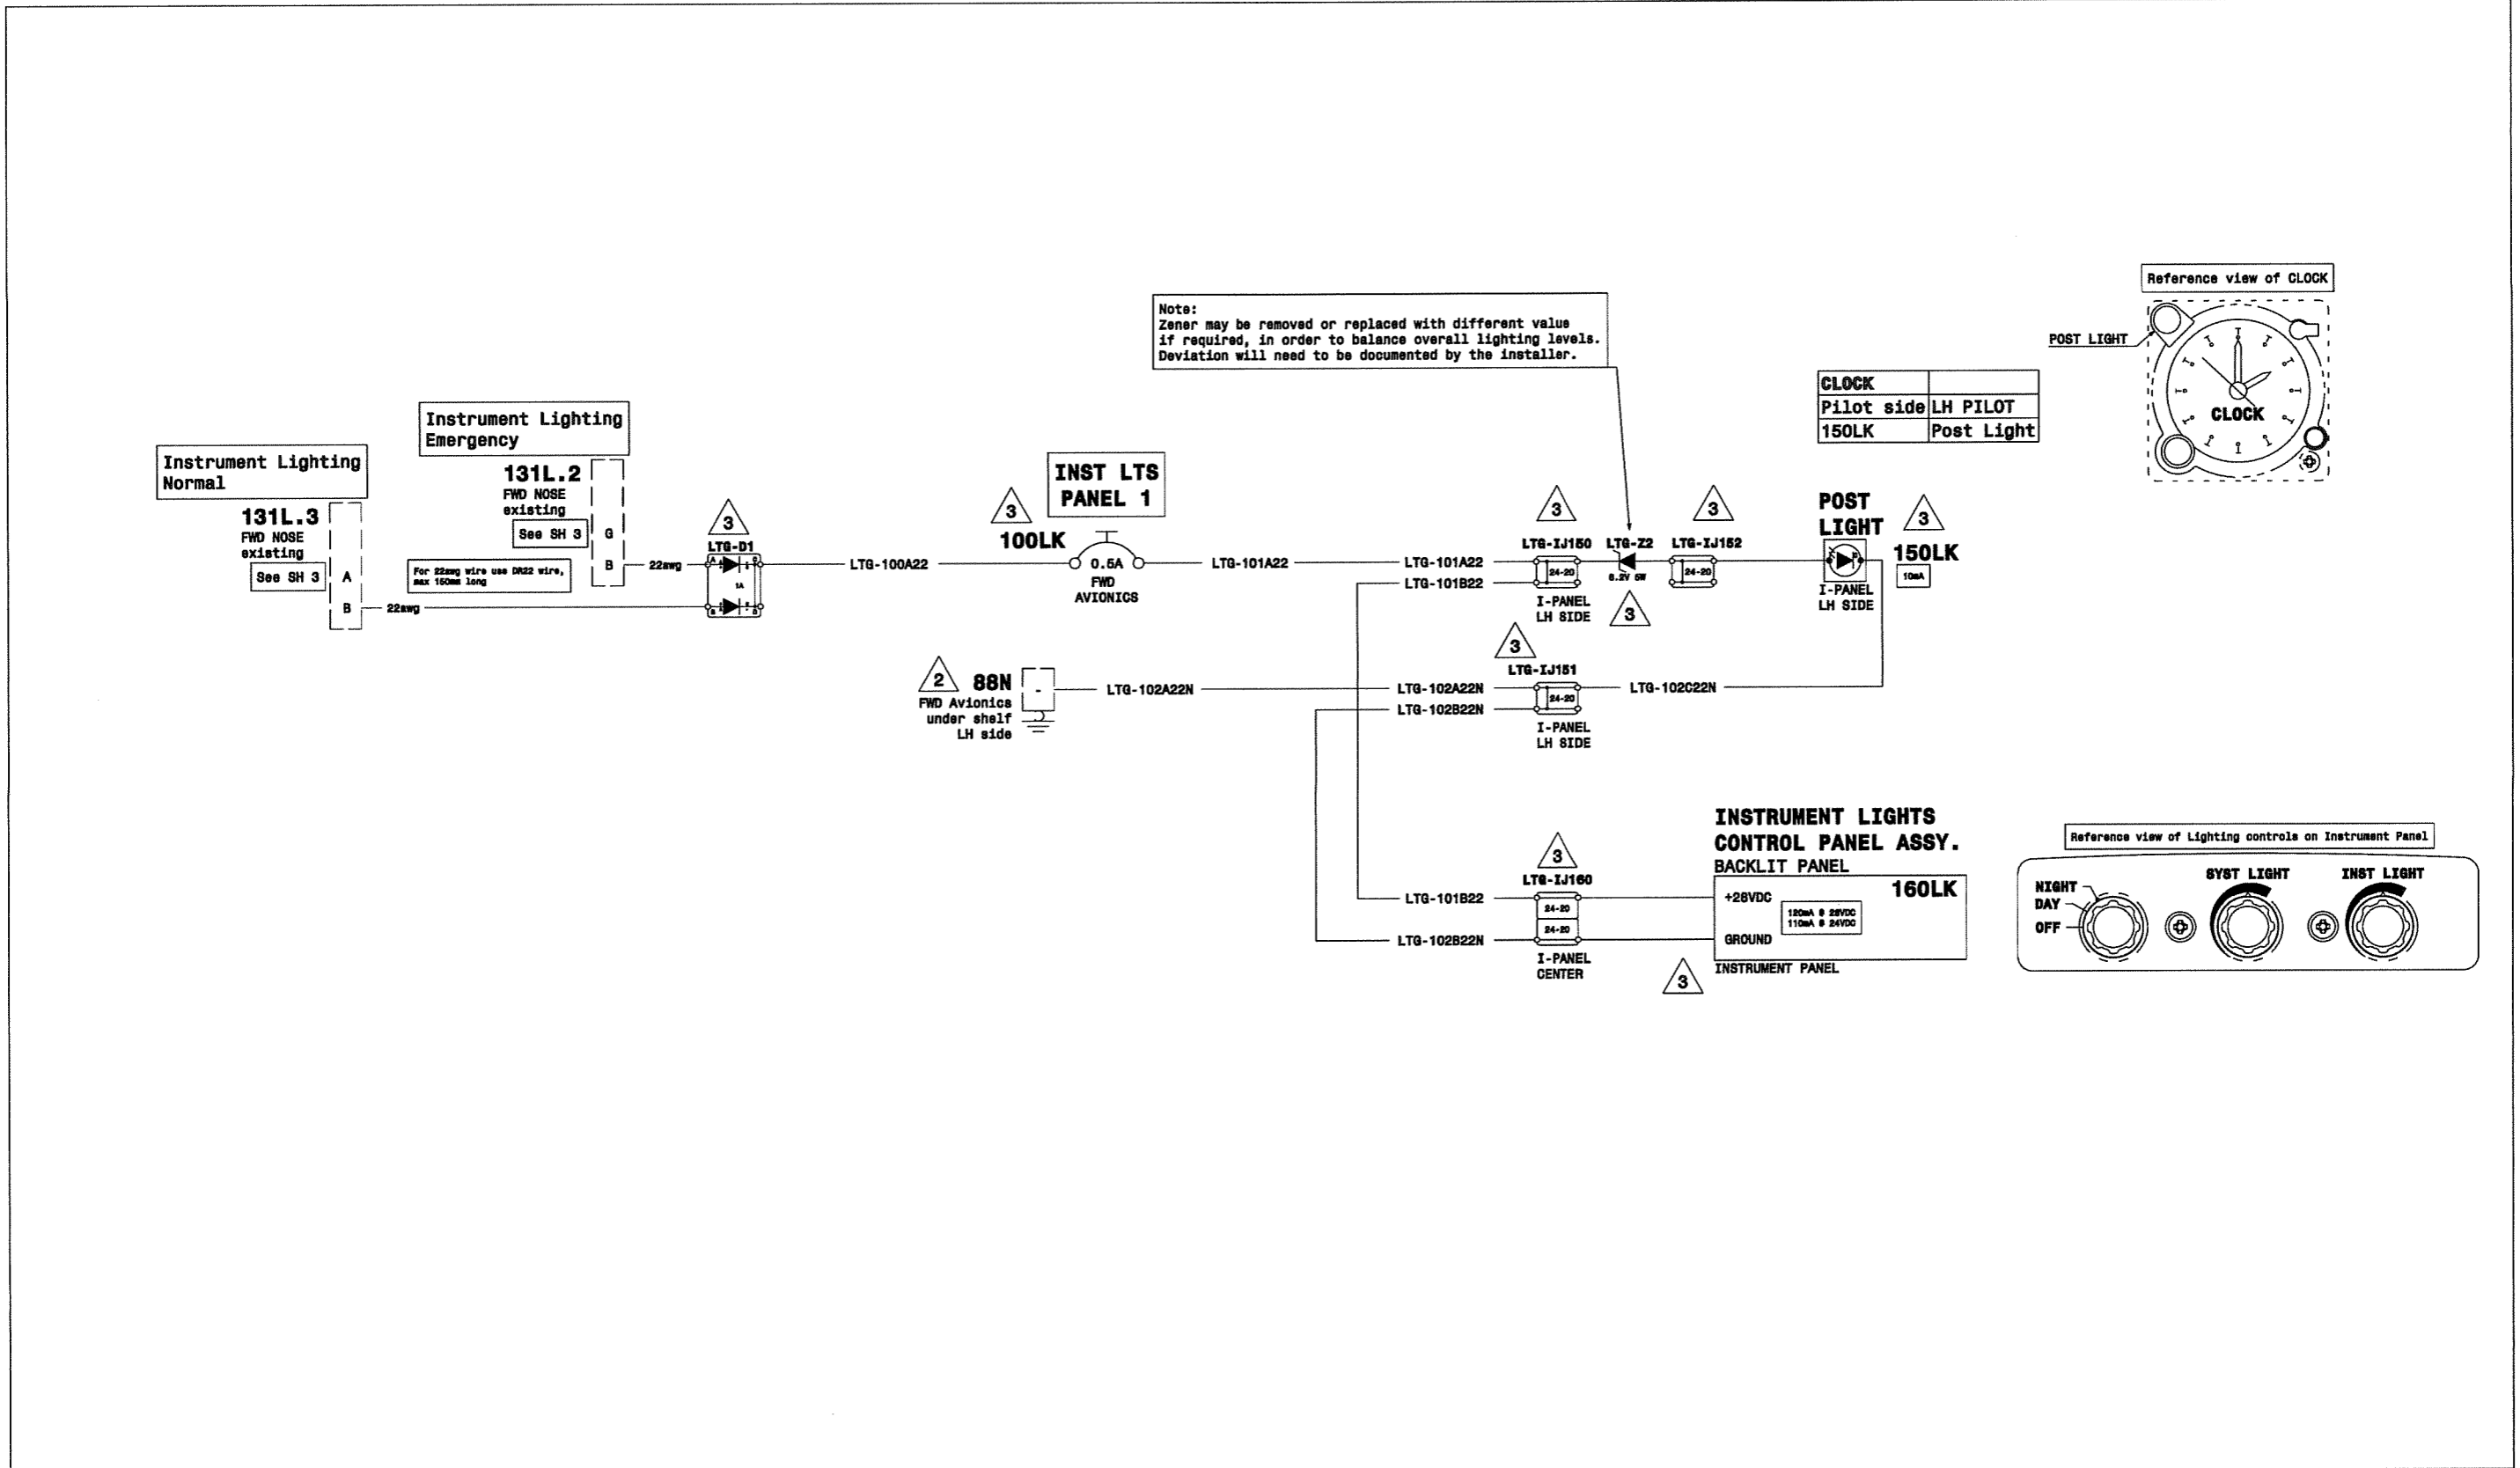 Reference view of CLOCK
POST LIGHT
CLOCK
Note:
Zener may be removed or replaced with different value
if required, in order to balance overall lighting levels.
Deviation will need to be documented by the installer.
CLOCK
Pilot side LH PILOT
150LK Post Light
Instrument Lighting
Emergency
131L.2
FWD NOSE
existing
See SH 3
G
B
Instrument Lighting
Normal
131L.3
FWD NOSE
existing
See SH 3
A
B
For 22awg wire use DR22 wire,
max 150mm long
22awg
22awg
3
LTG-D1
1A
LTG-100A22
3
100LK
INST LTS
PANEL 1
0.5A
FWD
AVIONICS
LTG-101A22
LTG-101A22
LTG-101B22
3
LTG-IJ150
24-20
I-PANEL
LH SIDE
LTG-Z2
8.2V 5W
3
3
LTG-IJ152
24-20
POST
LIGHT
3
150LK
10mA
I-PANEL
LH SIDE
2
88N
-
FWD Avionics
under shelf
LH side
LTG-102A22N
LTG-102A22N
LTG-102B22N
3
LTG-IJ151
24-20
I-PANEL
LH SIDE
LTG-102C22N
INSTRUMENT LIGHTS
CONTROL PANEL ASSY.
BACKLIT PANEL
160LK
+28VDC
120mA @ 28VDC
110mA @ 24VDC
GROUND
INSTRUMENT PANEL
3
3
LTG-IJ160
24-20
24-20
I-PANEL
CENTER
LTG-101B22
LTG-102B22N
Reference view of Lighting controls on Instrument Panel
NIGHT
DAY
OFF
SYST LIGHT
INST LIGHT